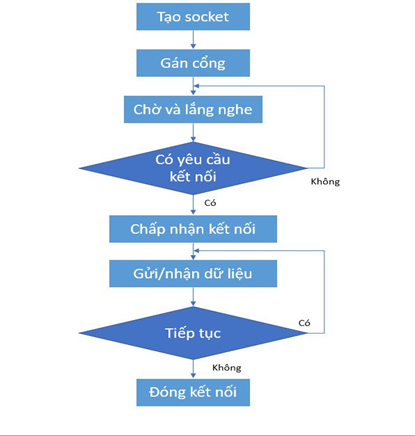 Tạo socket
Gán cổng
Chờ và lắng nghe
Có yêu cầu
kết nối
Không
Có
Chấp nhận kết nối
Gửi/nhận dữ liệu
Tiếp tục
Có
Không
Đóng kết nối